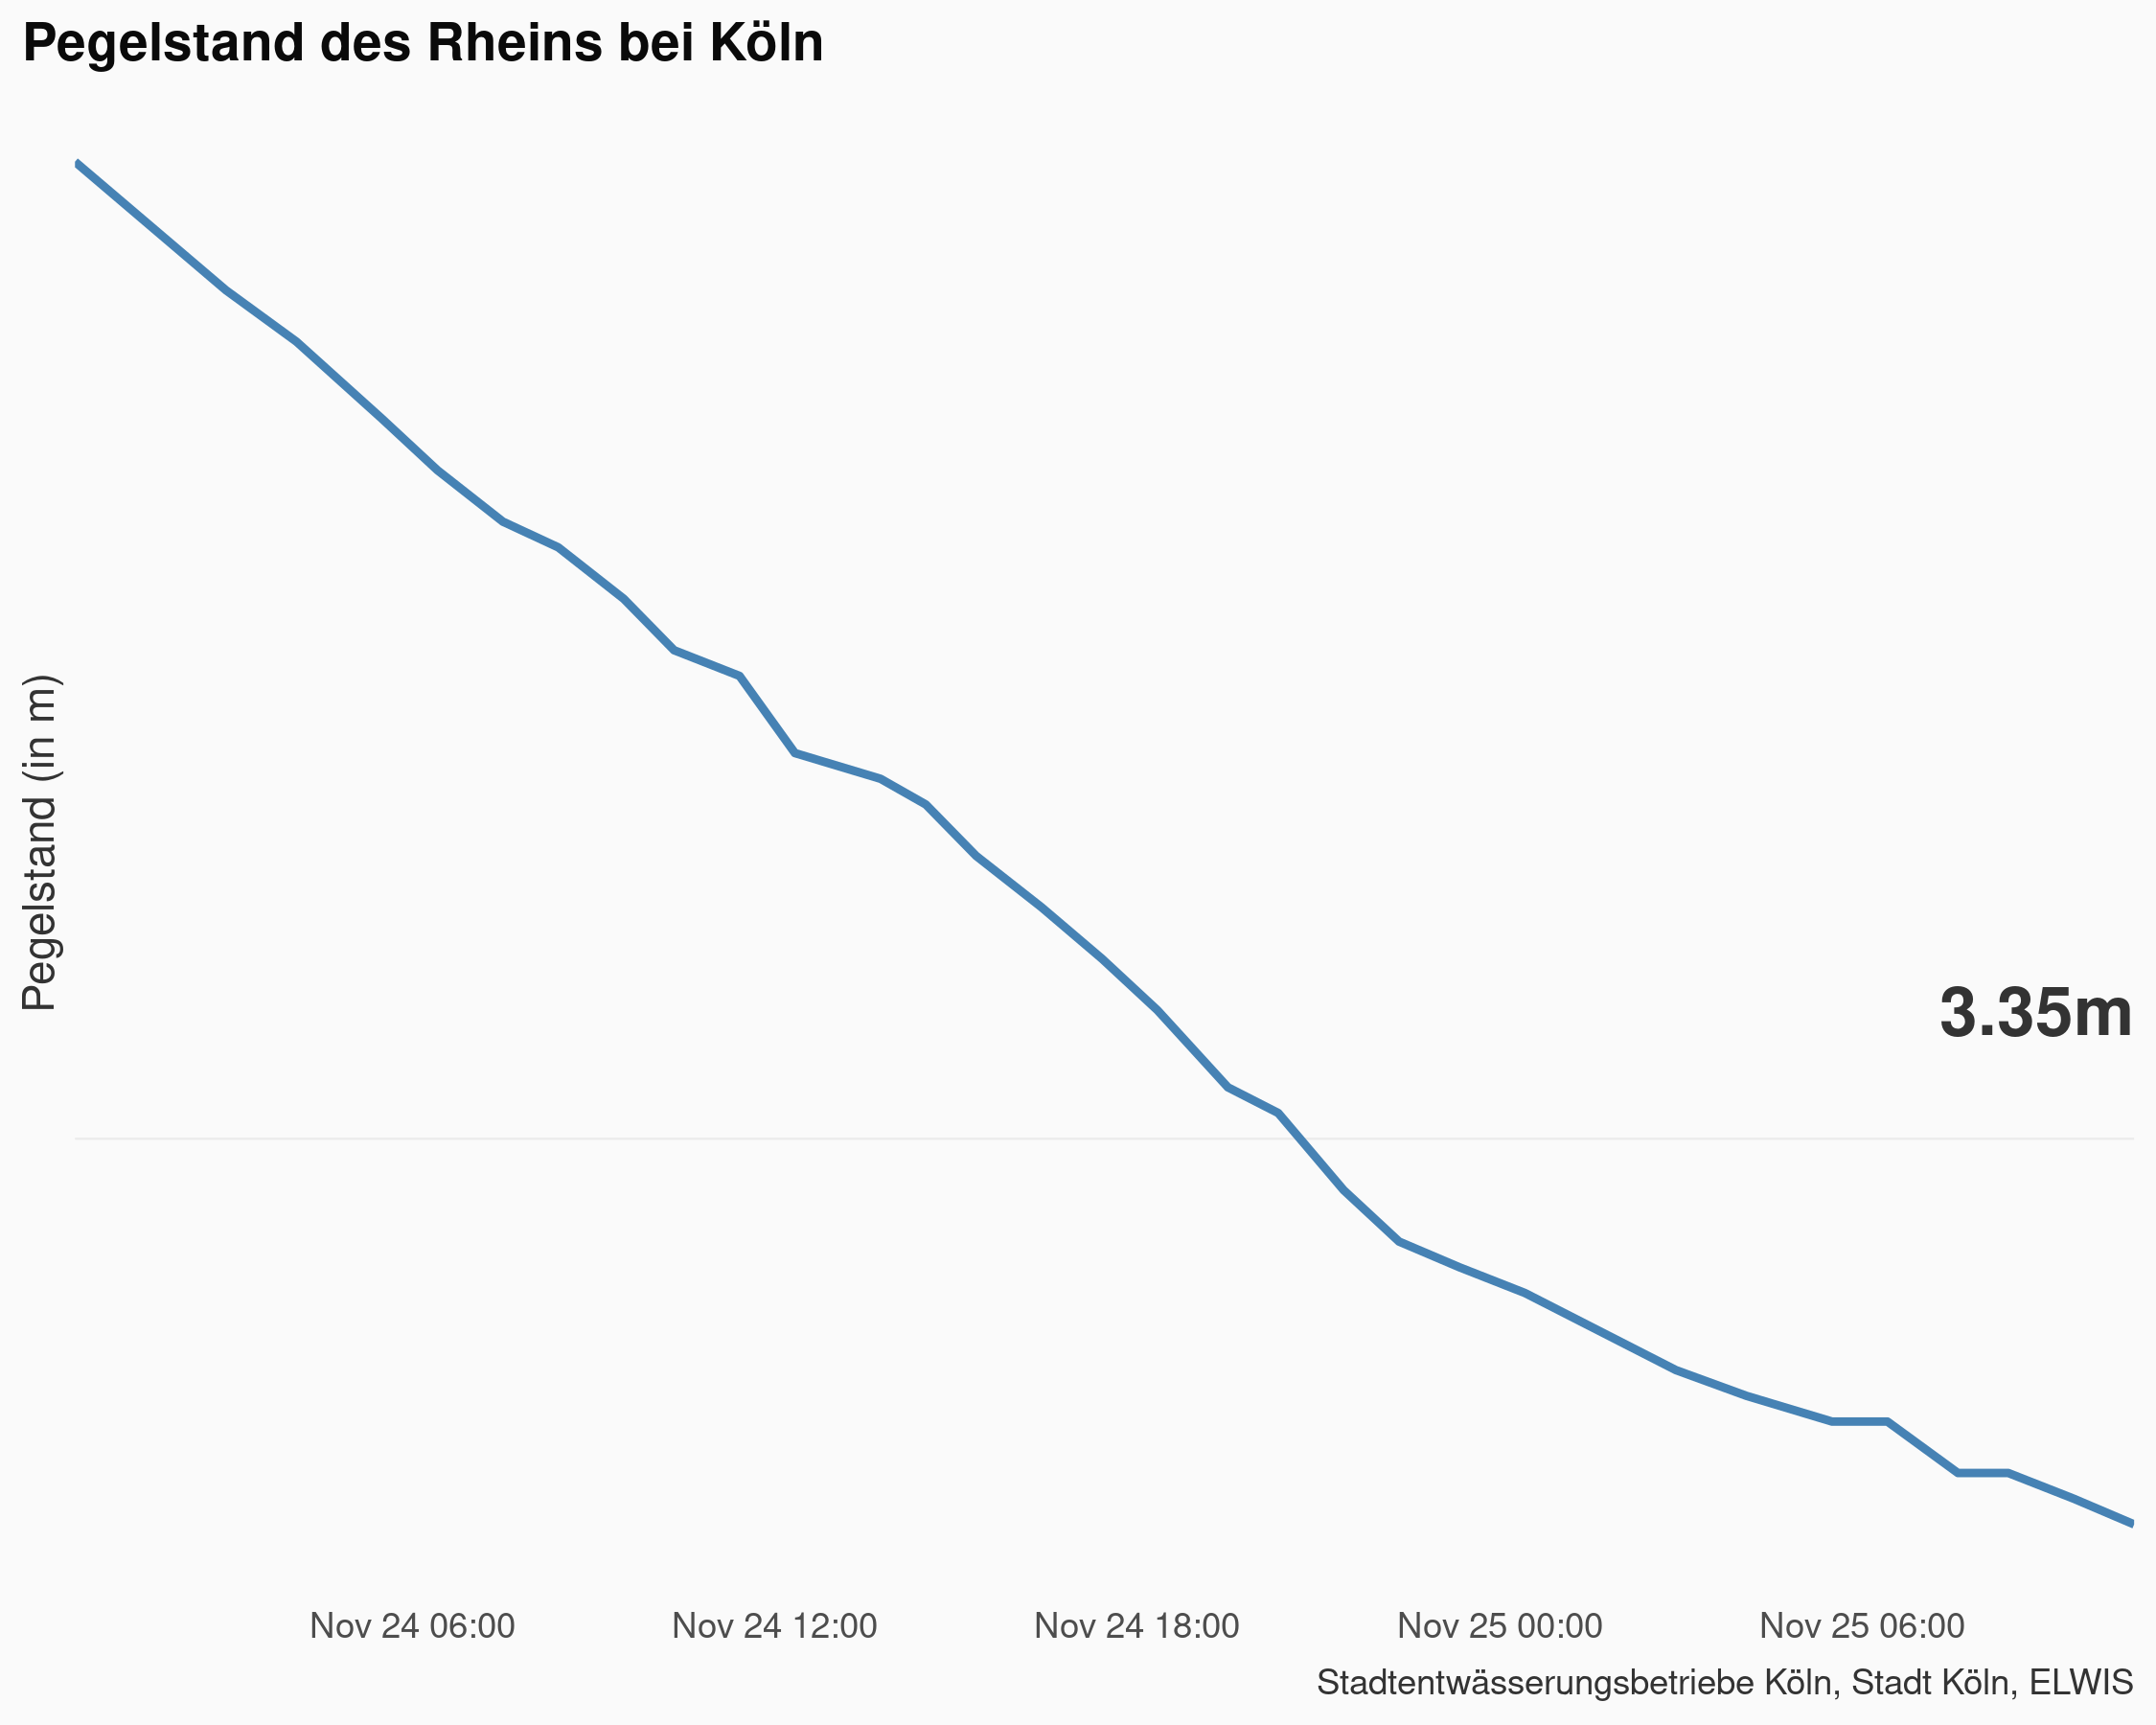 Pegelstand des Rheins bei Köln
Pegelstand (in m)
3.35m
Nov 24 06:00
Nov 24 12:00
Nov 24 18:00
Nov 25 00:00
Nov 25 06:00
Stadtentwässerungsbetriebe Köln, Stadt Köln, ELWIS